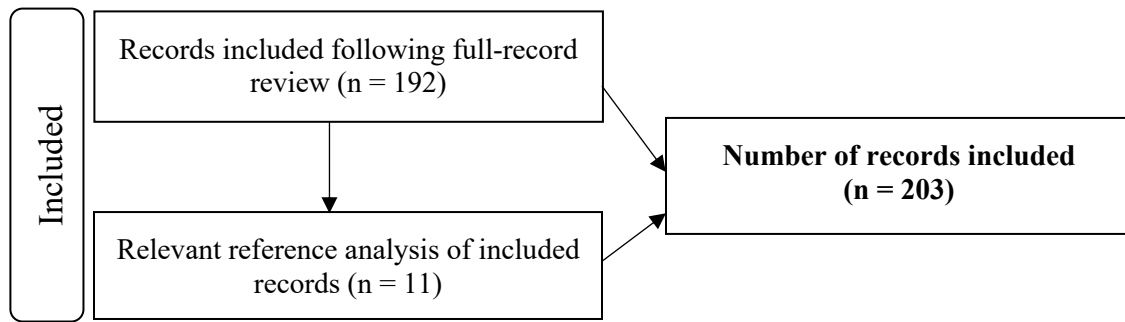 Included
Records included following full-record
review (n = 192)
Relevant reference analysis of included
records (n = 11)
Number of records included
(n = 203)